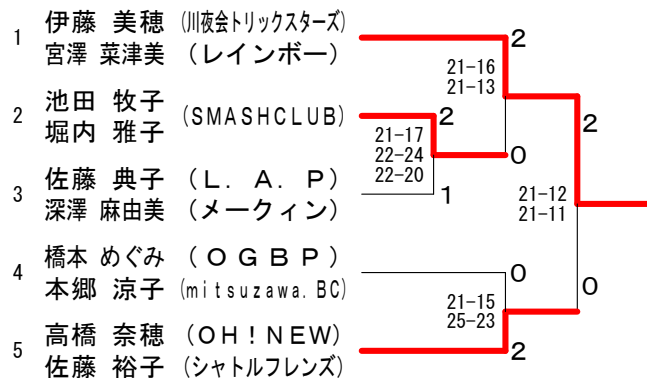 1
伊藤 美穂 (川夜会トリックスターズ)
宮澤 菜津美 (レインボー)
2
池田 牧子
堀内 雅子
(SMASHCLUB)
3
佐藤 典子 (L. A. P)
深澤 麻由美 (メークィン)
4
橋本 めぐみ (OGBP)
本郷 涼子 (mitsuzawa. BC)
5
高橋 奈穂 (OH!NEW)
佐藤 裕子 (シャトルフレンズ)
21-17
22-24
22-20
2
1
21-16
21-13
2
0
21-15
25-23
0
2
21-12
21-11
2
0